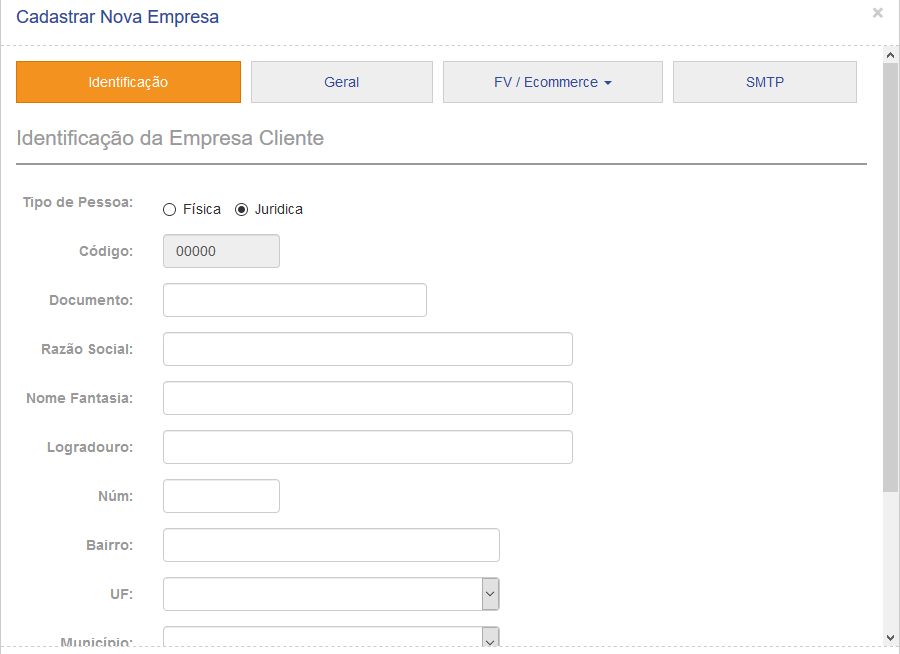 Cadastrar Nova Empresa
Identificação Geral FV / Ecommerce SMTP
Identificação da Empresa Cliente
Tipo de Pessoa: Física Juridica
Código: 00000
Documento:
Razão Social:
Nome Fantasia:
Logradouro:
Núm:
Bairro:
UF:
Município: